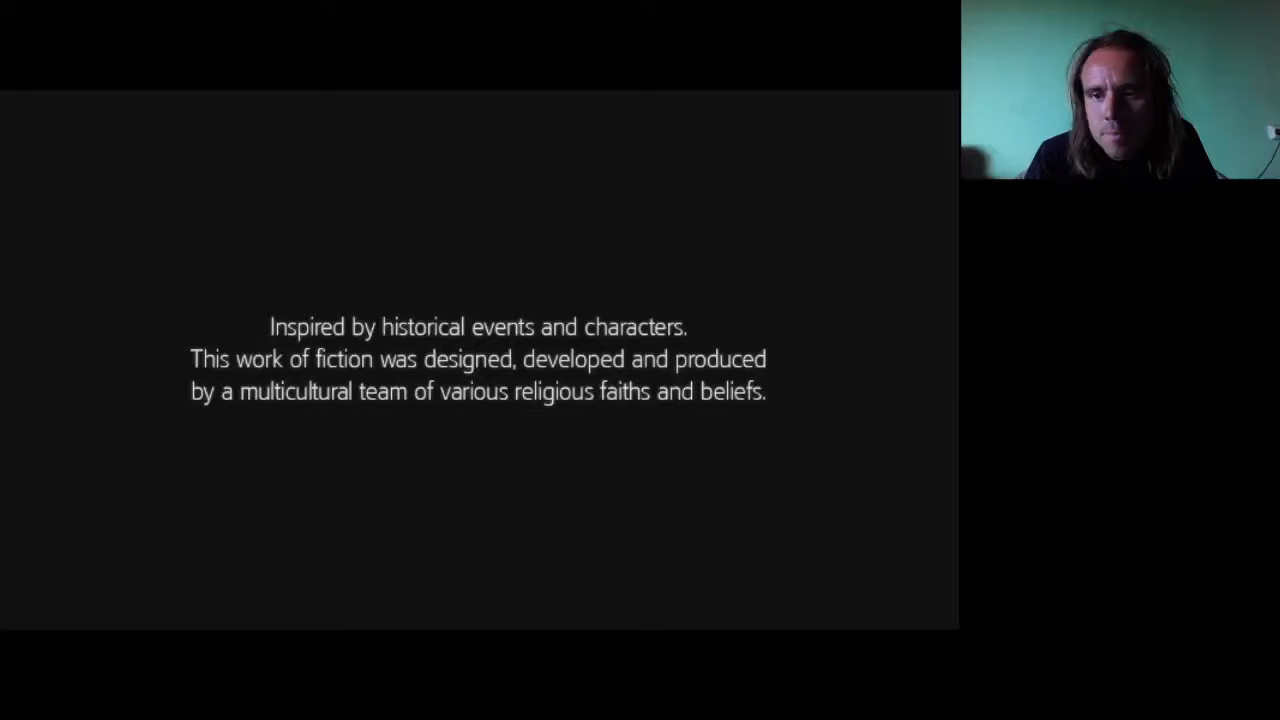 Inspired by historical events and characters.
This work of fiction was designed, developed and produced
by a multicultural team of various religious faiths and beliefs.